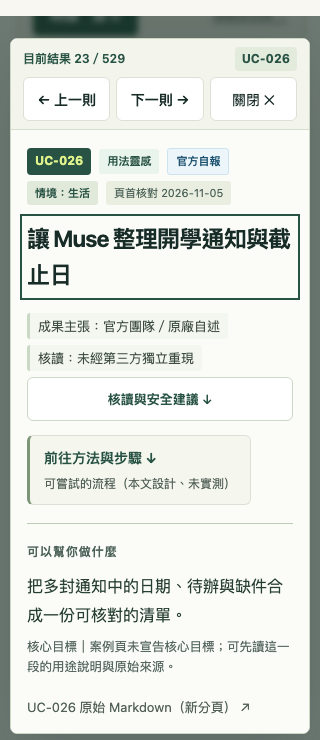 目前結果 23 / 529
UC-026
← 上一則
下一則 →
關閉 ×
UC-026
用法靈感
官方自報
情境：生活
頁首核對 2026-11-05
讓 Muse 整理開學通知與截
止日
成果主張：官方團隊 / 原廠自述
核讀：未經第三方獨立重現
核讀與安全建議 ↓
前往方法與步驟 ↓
可嘗試的流程（本文設計、未實測）
可以幫你做什麼
把多封通知中的日期、待辦與缺件合
成一份可核對的清單。
核心目標｜案例頁未宣告核心目標；可先讀這一
段的用途說明與原始來源。
UC-026 原始 Markdown（新分頁） ↗